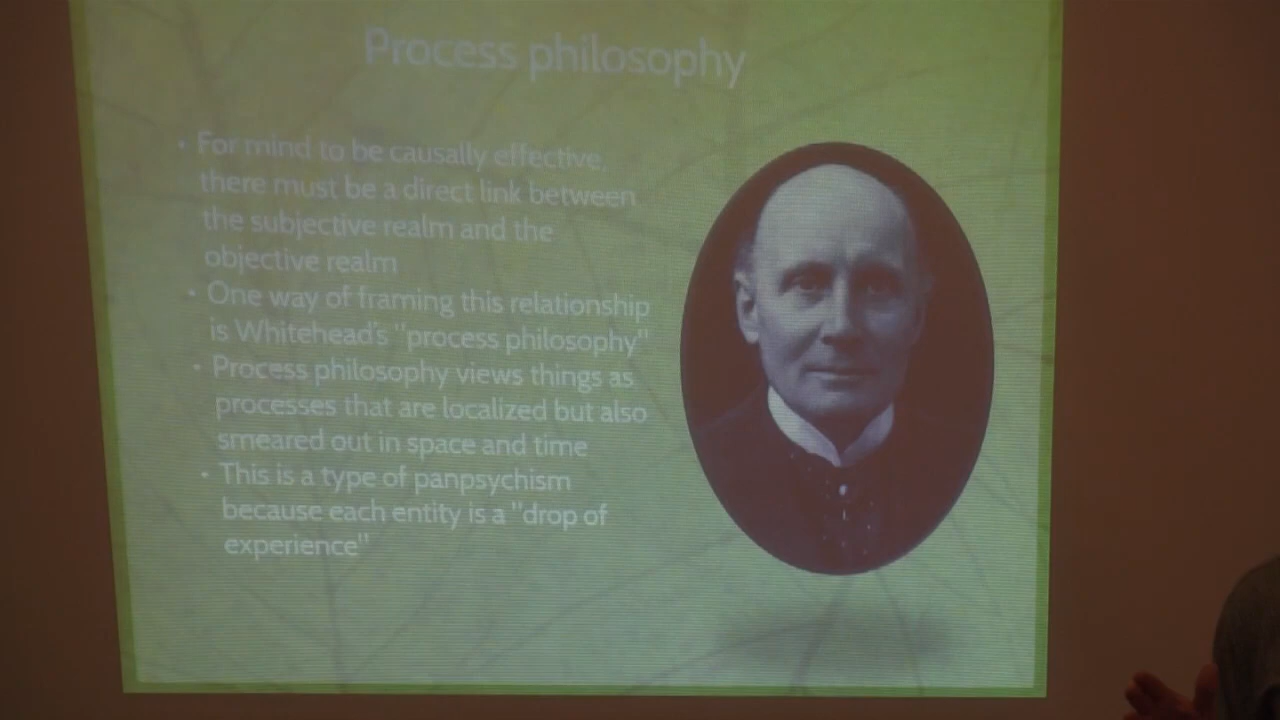 Process philosophy
• For mind to be causally effective,
there must be a direct link between
the subjective realm and the
objective realm
• One way of framing this relationship
is Whitehead's "process philosophy"
• Process philosophy views things as
processes that are localized but also
smeared out in space and time
• This is a type of panpsychism
because each entity is a "drop of
experience"